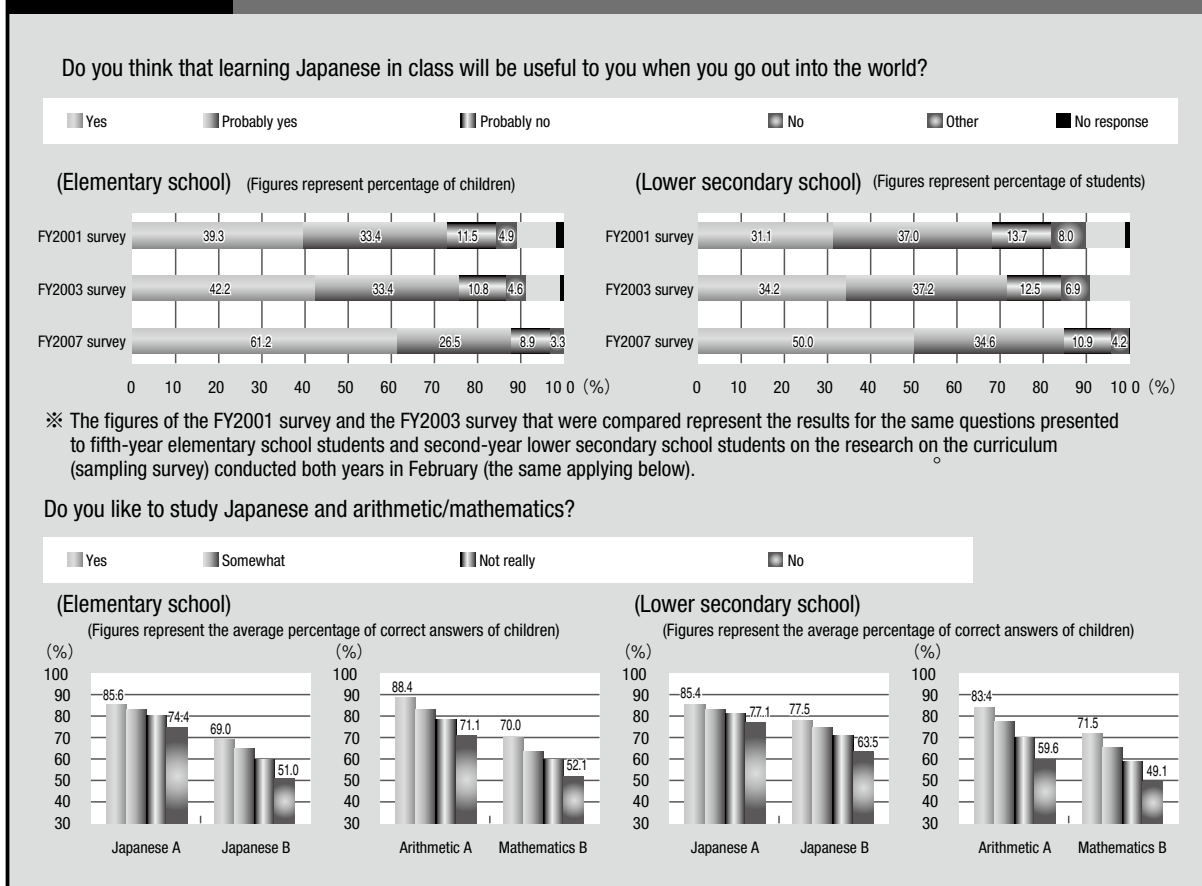 Do you think that learning Japanese in class will be useful to you when you go out into the world?
Yes Probably yes Probably no No Other No response
(Elementary school) (Figures represent percentage of children)
FY2001 survey 39.3 33.4 11.5 4.9
FY2003 survey 42.2 33.4 10.8 4.6
FY2007 survey 61.2 26.5 8.9 3.3
0 10 20 30 40 50 60 70 80 90 10 0 (%)
(Lower secondary school) (Figures represent percentage of students)
FY2001 survey 31.1 37.0 13.7 8.0
FY2003 survey 34.2 37.2 12.5 6.9
FY2007 survey 50.0 34.6 10.9 4.2
0 10 20 30 40 50 60 70 80 90 10 0 (%)
※ The figures of the FY2001 survey and the FY2003 survey that were compared represent the results for the same questions presented
to fifth-year elementary school students and second-year lower secondary school students on the research on the curriculum
(sampling survey) conducted both years in February (the same applying below).
Do you like to study Japanese and arithmetic/mathematics?
Yes Somewhat Not really No
(Elementary school)
(Figures represent the average percentage of correct answers of children)
(%)
100
90
80
70
60
50
40
30
85.6 74.4 69.0 51.0
Japanese A Japanese B
(%)
100
90
80
70
60
50
40
30
88.4 71.1 70.0 52.1
Arithmetic A Mathematics B
(Lower secondary school)
(Figures represent the average percentage of correct answers of children)
(%)
100
90
80
70
60
50
40
30
85.4 77.1 77.5 63.5
Japanese A Japanese B
(%)
100
90
80
70
60
50
40
30
83.4 59.6 71.5 49.1
Arithmetic A Mathematics B